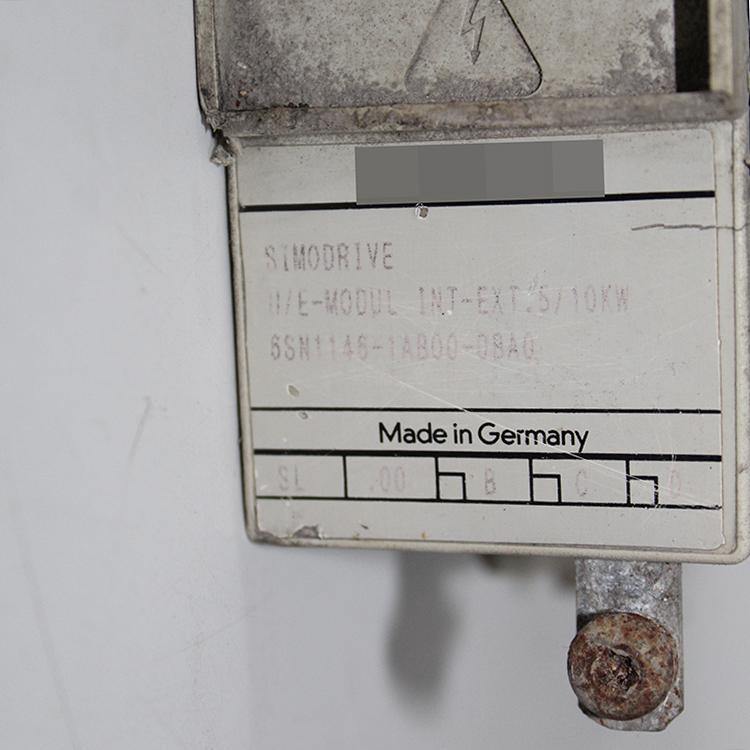 SIMODRIVE
U/E-MODUL INT-EXT.5/10KW
6SN1146-1AB00-0BA0
Made in Germany
SL .00 B C D